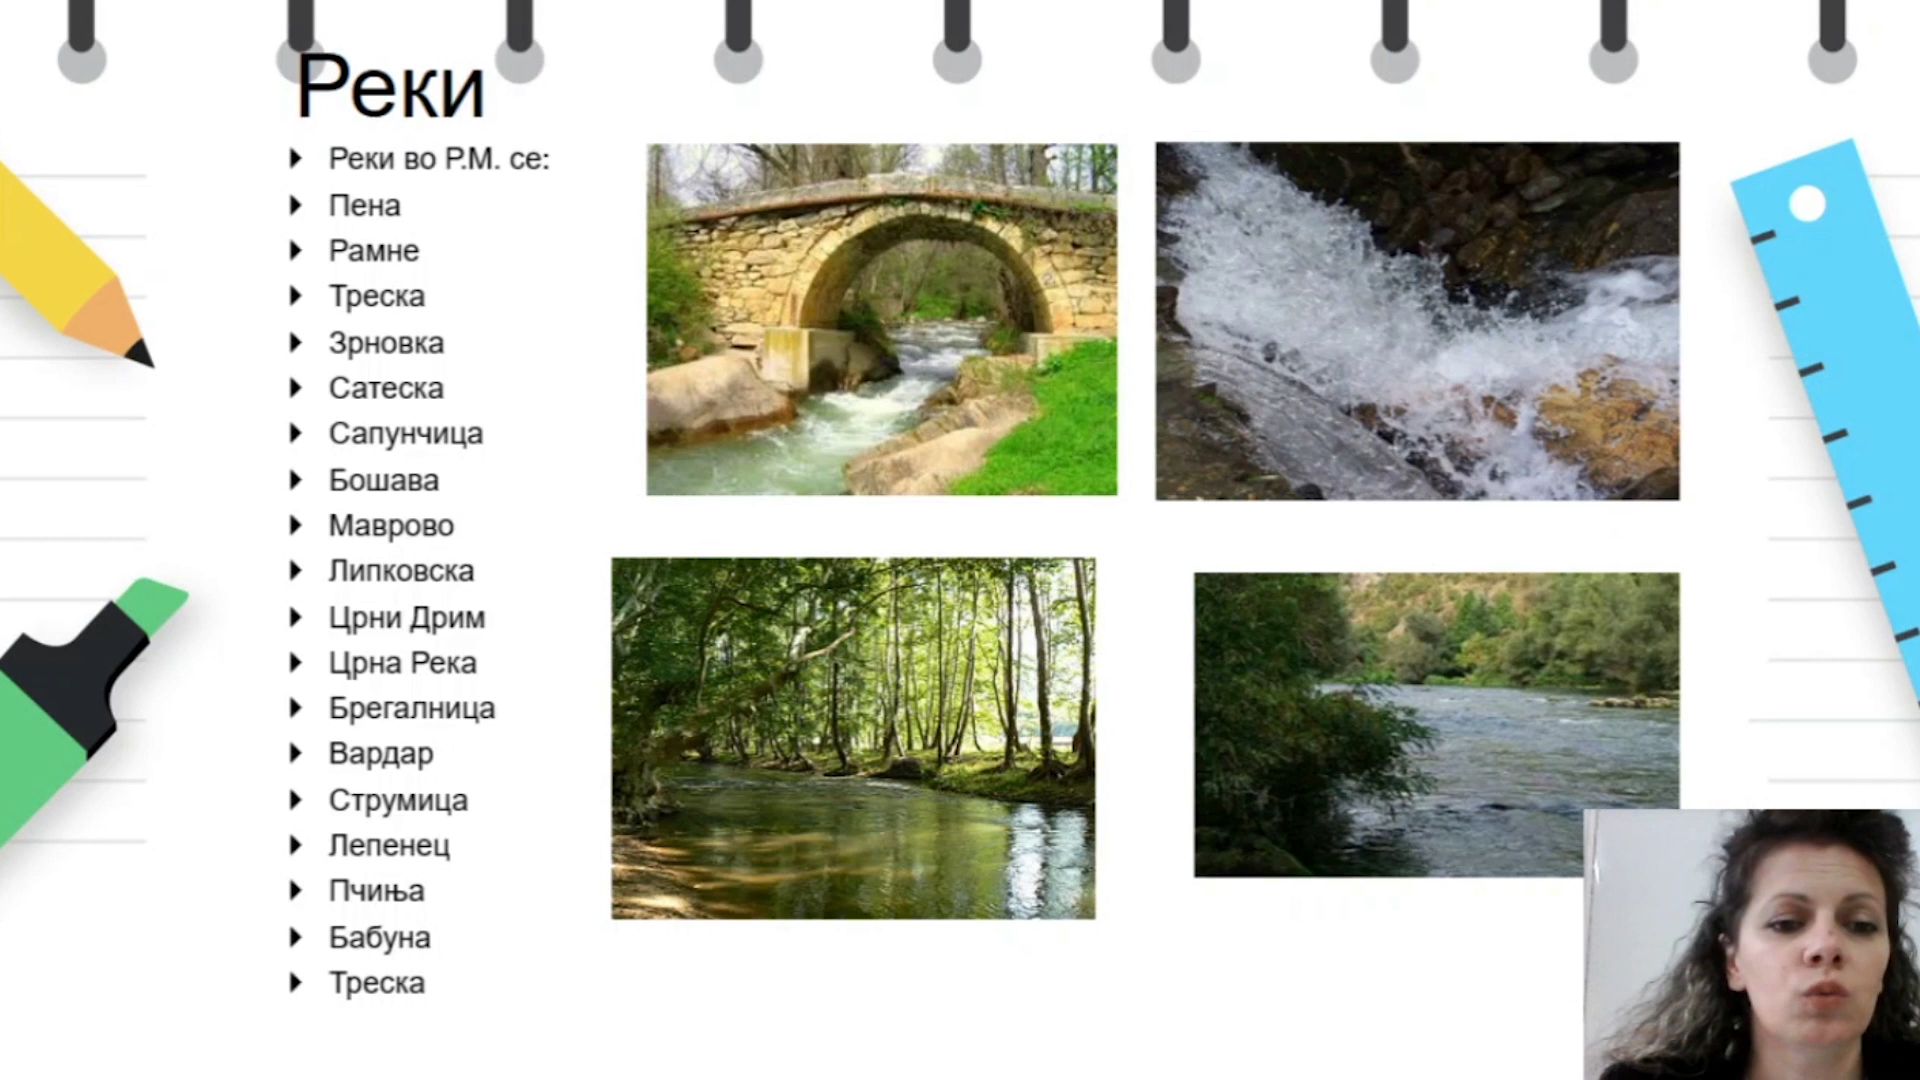 Реки
Реки во Р.М. се:
Пена
Рамне
Треска
Зрновка
Сатеска
Сапунчица
Бошава
Маврово
Липковска
Црни Дрим
Црна Река
Брегалница
Вардар
Струмица
Лепенец
Пчиња
Бабуна
Треска